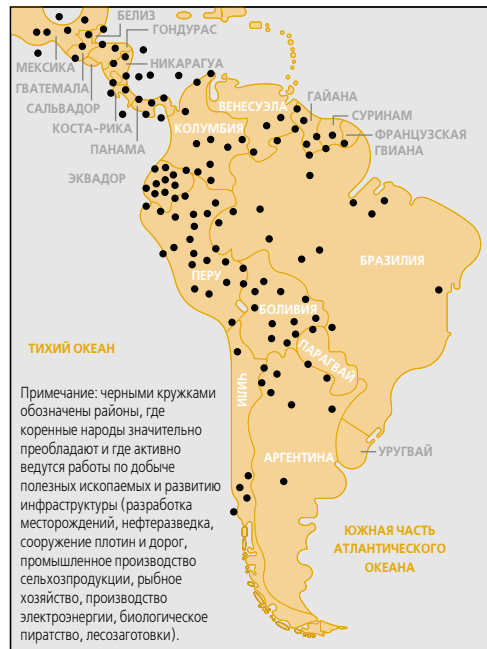 БЕЛИЗ
ГОНДУРАС
МЕКСИКА
НИКАРАГУА
ГВАТЕМАЛА
САЛЬВАДОР
КОСТА–РИКА
ПАНАМА
ВЕНЕСУЭЛА
ГАЙАНА
СУРИНАМ
ФРАНЦУЗСКАЯ
ГВИАНА
КОЛУМБИЯ
ЭКВАДОР
БРАЗИЛИЯ
ПЕРУ
БОЛИВИЯ
ПАРАГВАЙ
ЧИЛИ
ТИХИЙ ОКЕАН
АРГЕНТИНА
УРУГВАЙ
ЮЖНАЯ ЧАСТЬ
АТЛАНТИЧЕСКОГО
ОКЕАНА
Примечание: черными кружками
обозначены районы, где
коренные народы значительно
преобладают и где активно
ведутся работы по добыче
полезных ископаемых и развитию
инфраструктуры (разработка
месторождений, нефтеразведка,
сооружение плотин и дорог,
промышленное производство
сельхозпродукции, рыбное
хозяйство, производство
электроэнергии, биологическое
пиратство, лесозаготовки).